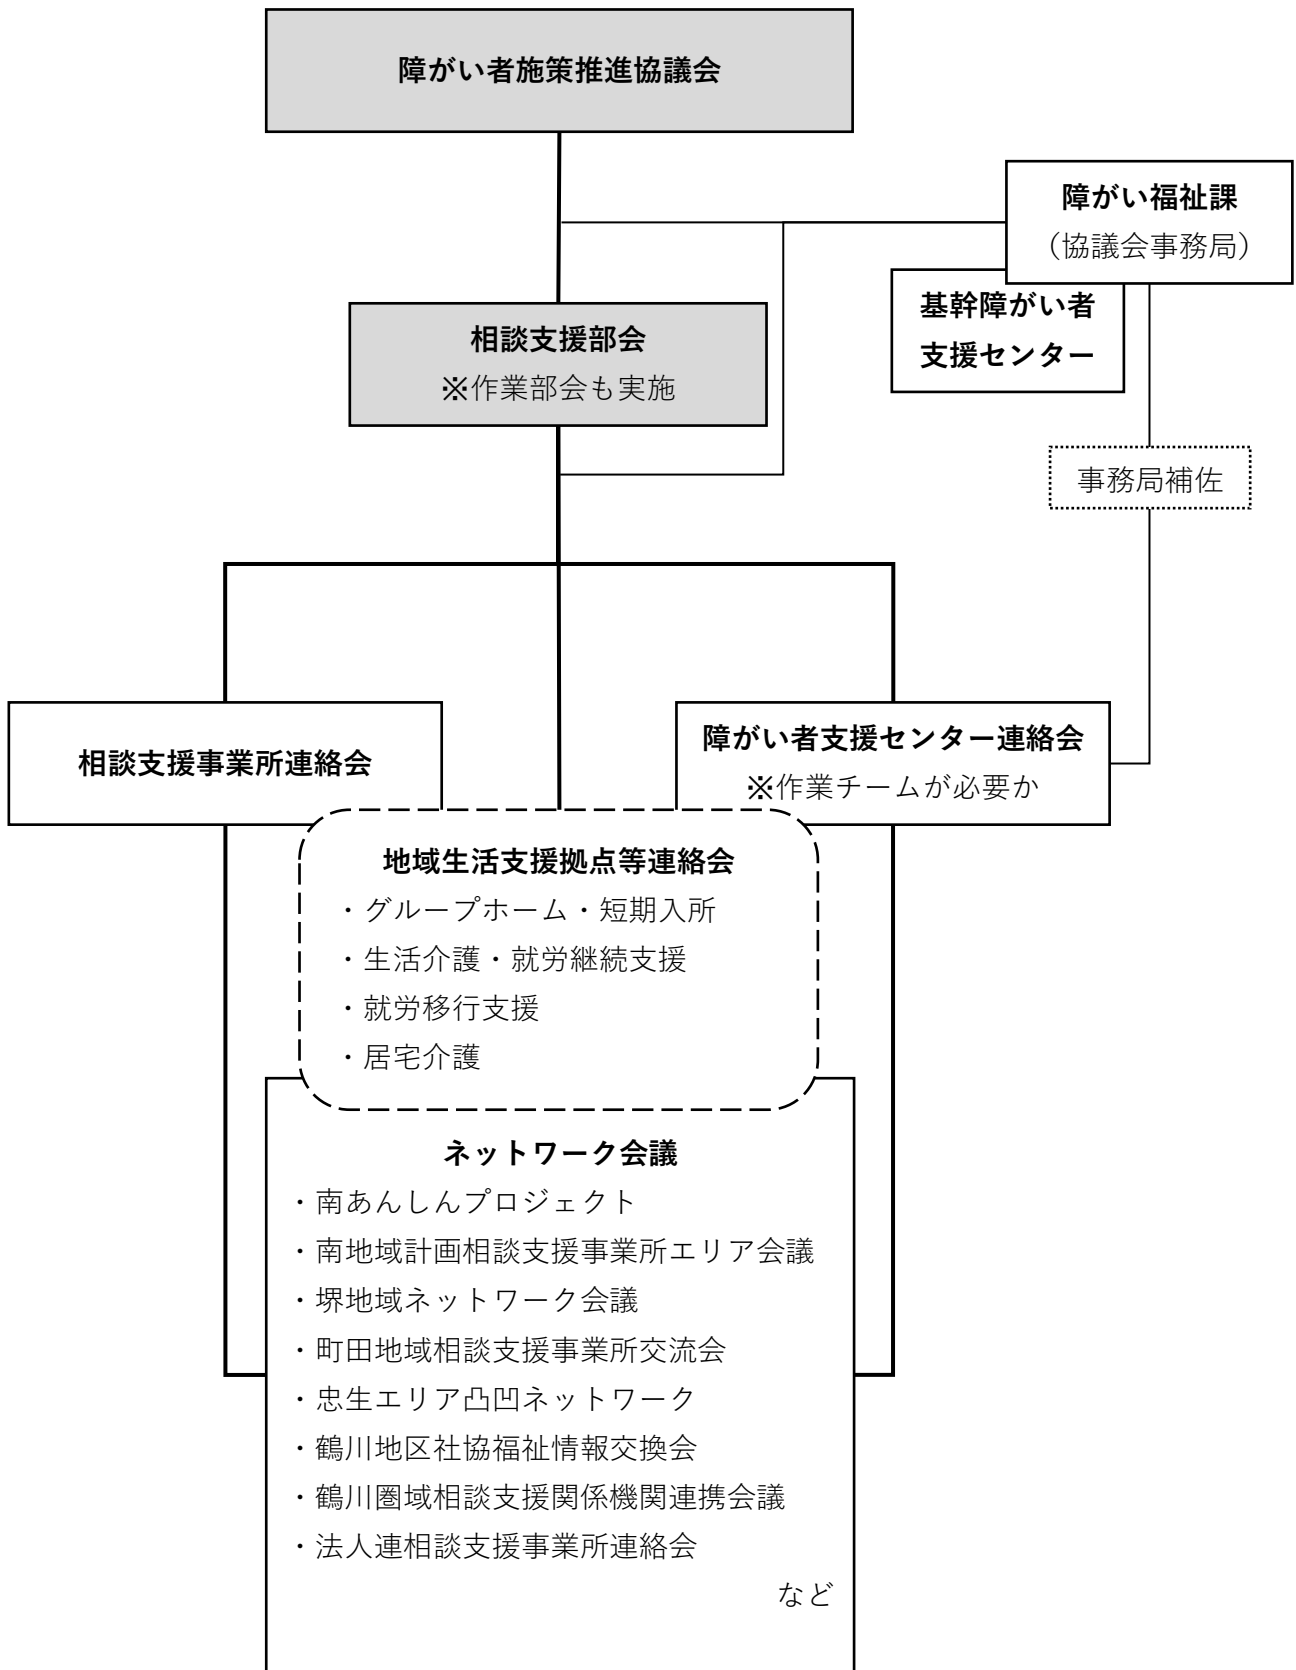 障がい者施策推進協議会
障がい福祉課
（協議会事務局）
基幹障がい者
支援センター
相談支援部会
※作業部会も実施
事務局補佐
相談支援事業所連絡会
障がい者支援センター連絡会
※作業チームが必要か
地域生活支援拠点等連絡会
・グループホーム・短期入所
・生活介護・就労継続支援
・就労移行支援
・居宅介護
ネットワーク会議
・南あんしんプロジェクト
・南地域計画相談支援事業所エリア会議
・堺地域ネットワーク会議
・町田地域相談支援事業所交流会
・忠生エリア凸凹ネットワーク
・鶴川地区社協福祉情報交換会
・鶴川圏域相談支援関係機関連携会議
・法人連相談支援事業所連絡会
など